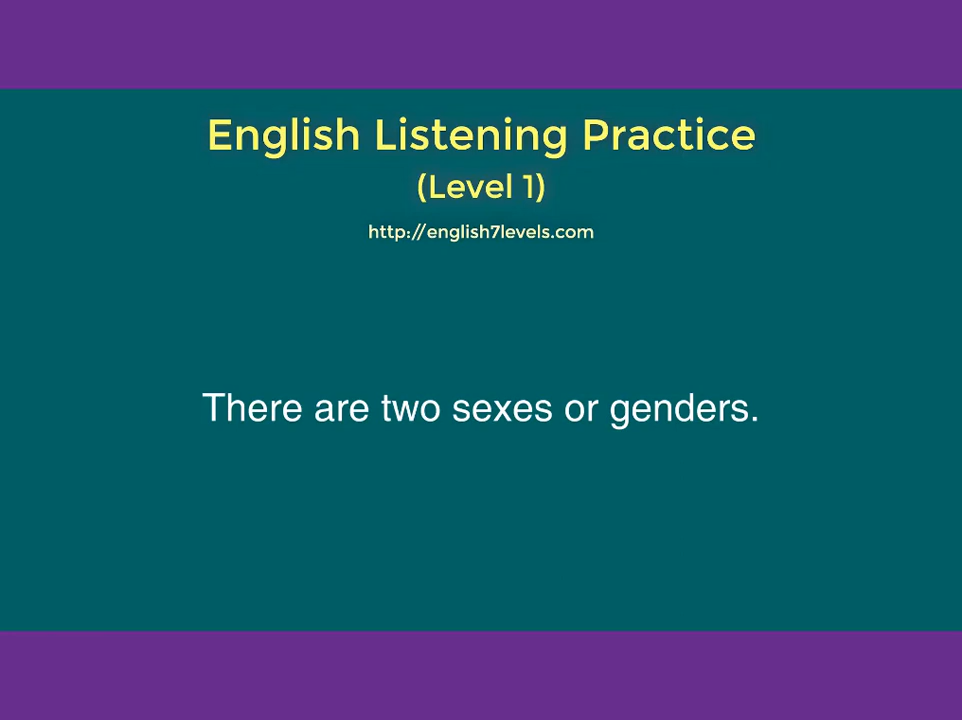 English Listening Practice
(Level 1)
http://english7levels.com
There are two sexes or genders.